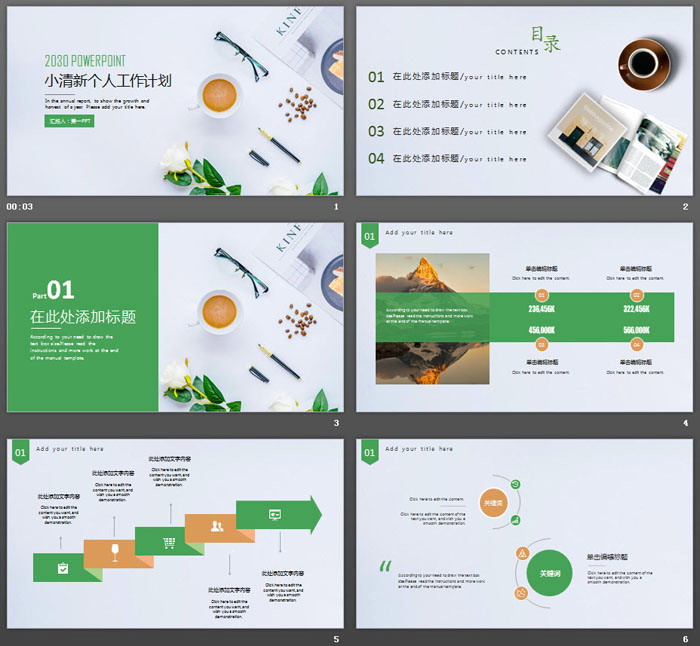 2030 POWERPOINT
小清新个人工作计划
In the annual report, to show the growth and
harvest of a year. Please add your title here.
汇报人：第一PPT
KINF
00:03
1
目录
CONTENTS
01 在此处添加标题/your title here
02 在此处添加标题/your title here
03 在此处添加标题/your title here
04 在此处添加标题/your title here
2
Part 01
在此处添加标题
According to your need to draw the
text box size.Please read the
instructions and more work at the end
of the manual template.
KINF
3
01
Add your title here
According to your need to draw the text box
size.Please read the instructions and more work
at the end of the manual template.
单击编辑标题
Click here to edit the content.
01
236,456K
单击编辑标题
Click here to edit the content.
02
322,456K
456,000K
03
单击编辑标题
Click here to edit the content.
566,000K
04
单击编辑标题
Click here to edit the content.
4
01
Add your title here
此处添加文字内容
Click here to edit the
content you want, and
wish you a smooth
demonstration.
此处添加文字内容
Click here to edit the
content you want, and
wish you a smooth
demonstration.
此处添加文字内容
Click here to edit the
content you want, and
wish you a smooth
demonstration.
此处添加文字内容
Click here to edit the
content you want, and
wish you a smooth
demonstration.
此处添加文字内容
Click here to edit the
content you want, and
wish you a smooth
demonstration.
5
01
Add your title here
Click here to edit the content.
Click here to edit the content of the
text you want, and wish you a
smooth demonstration.
关键词
“
According to your need to draw the text box
size.Please read the instructions and more work
at the end of the manual template.
关键词
单击编辑标题
Click here to edit the content of the
text you want, and wish you a
smooth demonstration.
6